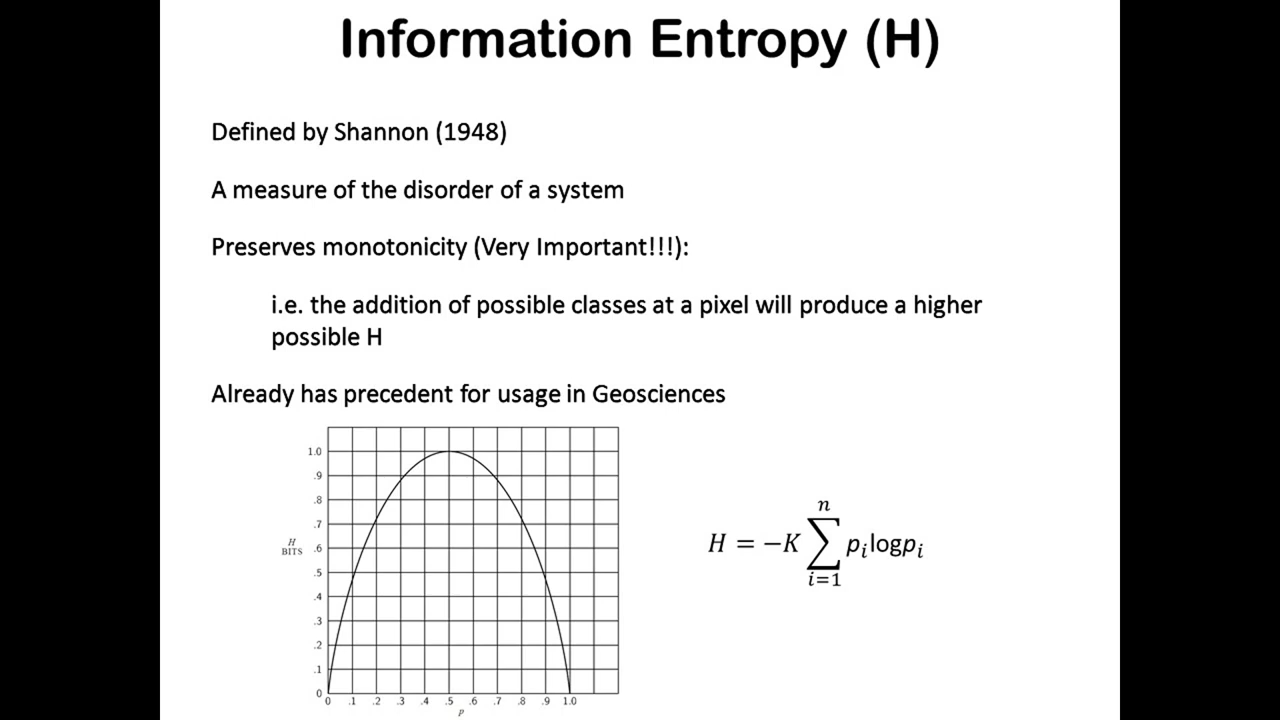 Information Entropy (H)
Defined by Shannon (1948)
A measure of the disorder of a system
Preserves monotonicity (Very Important!!!):
i.e. the addition of possible classes at a pixel will produce a higher
possible H
Already has precedent for usage in Geosciences
1.0
.9
.8
.7
H
BITS
.6
.5
.4
.3
.2
.1
0
0 .1 .2 .3 .4 .5 .6 .7 .8 .9 1.0
p
n
H = −K ∑ pᵢlogpᵢ
i=1